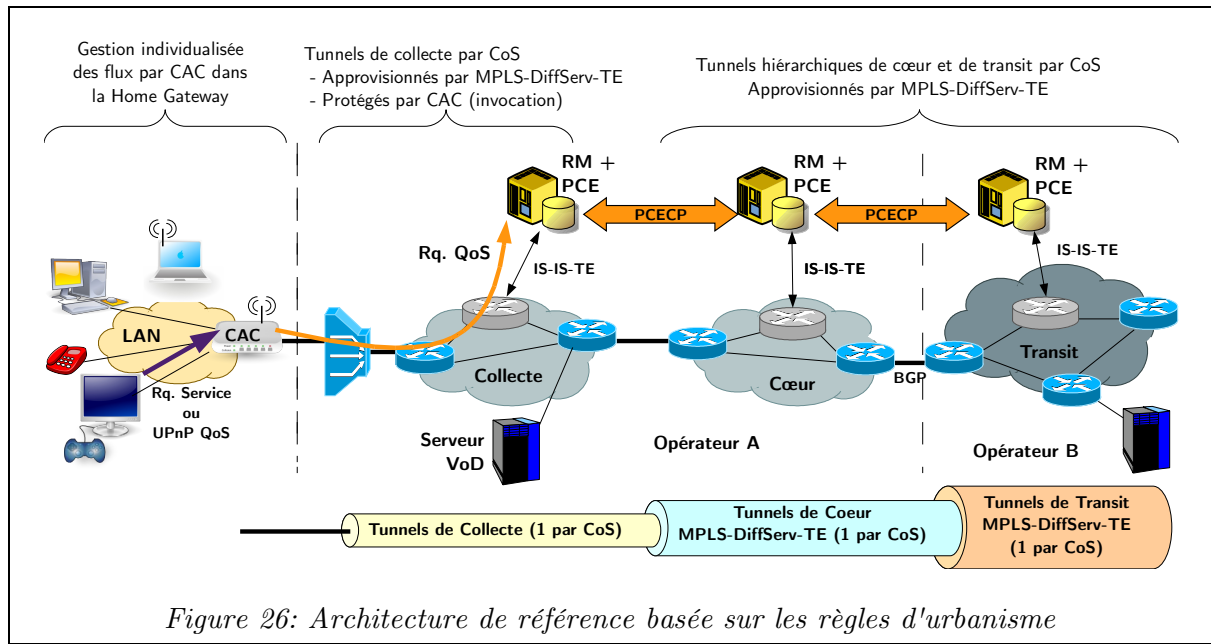 Gestion individualisée
des flux par CAC dans
la Home Gateway
Tunnels de collecte par CoS
- Approvisionnés par MPLS-DiffServ-TE
- Protégés par CAC (invocation)
Tunnels hiérarchiques de cœur et de transit par CoS
Approvisionnés par MPLS-DiffServ-TE
RM +
PCE
RM +
PCE
RM +
PCE
PCECP
PCECP
Rq. QoS
IS-IS-TE
IS-IS-TE
IS-IS-TE
LAN
CAC
Collecte
Cœur
BGP
Transit
Rq. Service
ou
UPnP QoS
Serveur
VoD
Opérateur A
Opérateur B
Tunnels de Collecte (1 par CoS)
Tunnels de Coeur
MPLS-DiffServ-TE (1 par CoS)
Tunnels de Transit
MPLS-DiffServ-TE
(1 par CoS)
Figure 26: Architecture de référence basée sur les règles d'urbanisme